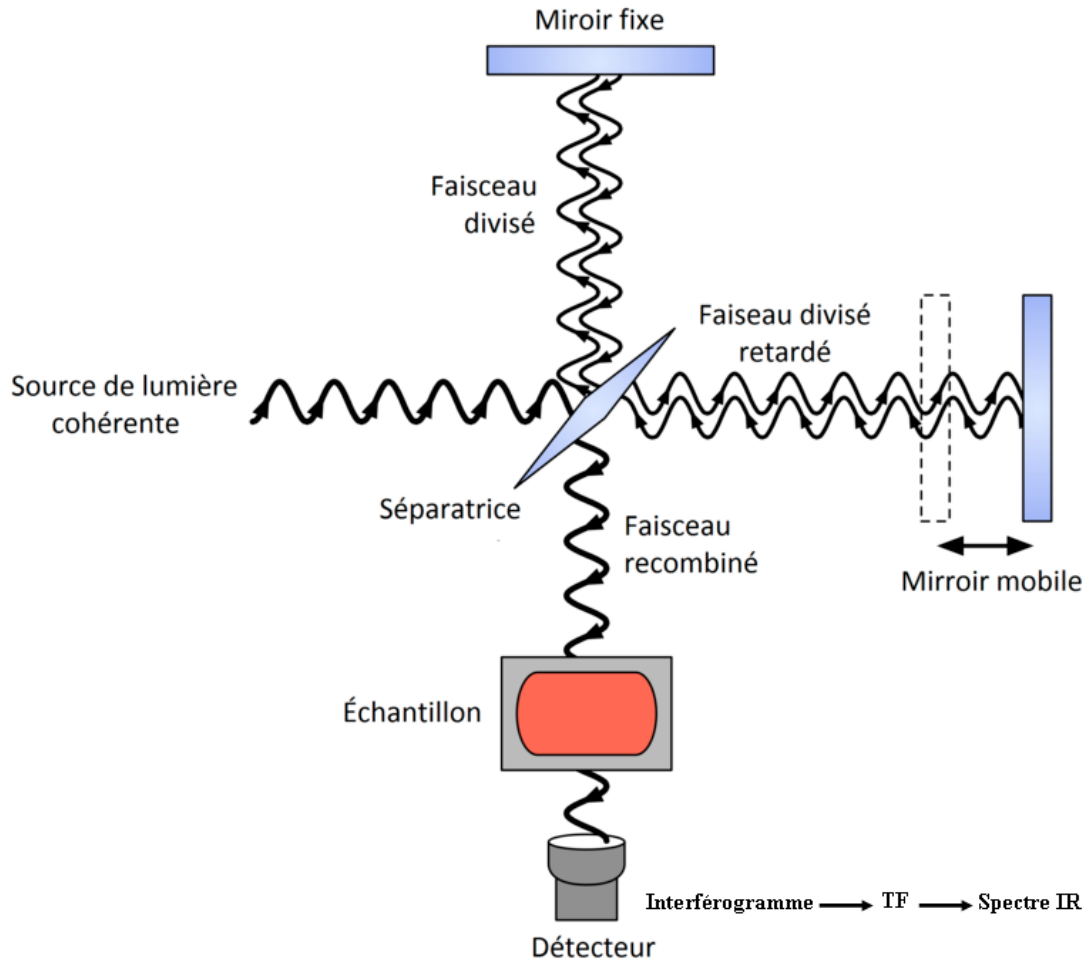 Miroir fixe
Faisceau
divisé
Faiseau divisé
retardé
Source de lumière
cohérente
Séparatrice
Faisceau
recombiné
Mirroir mobile
Échantillon
Interférogramme TF Spectre IR
Détecteur